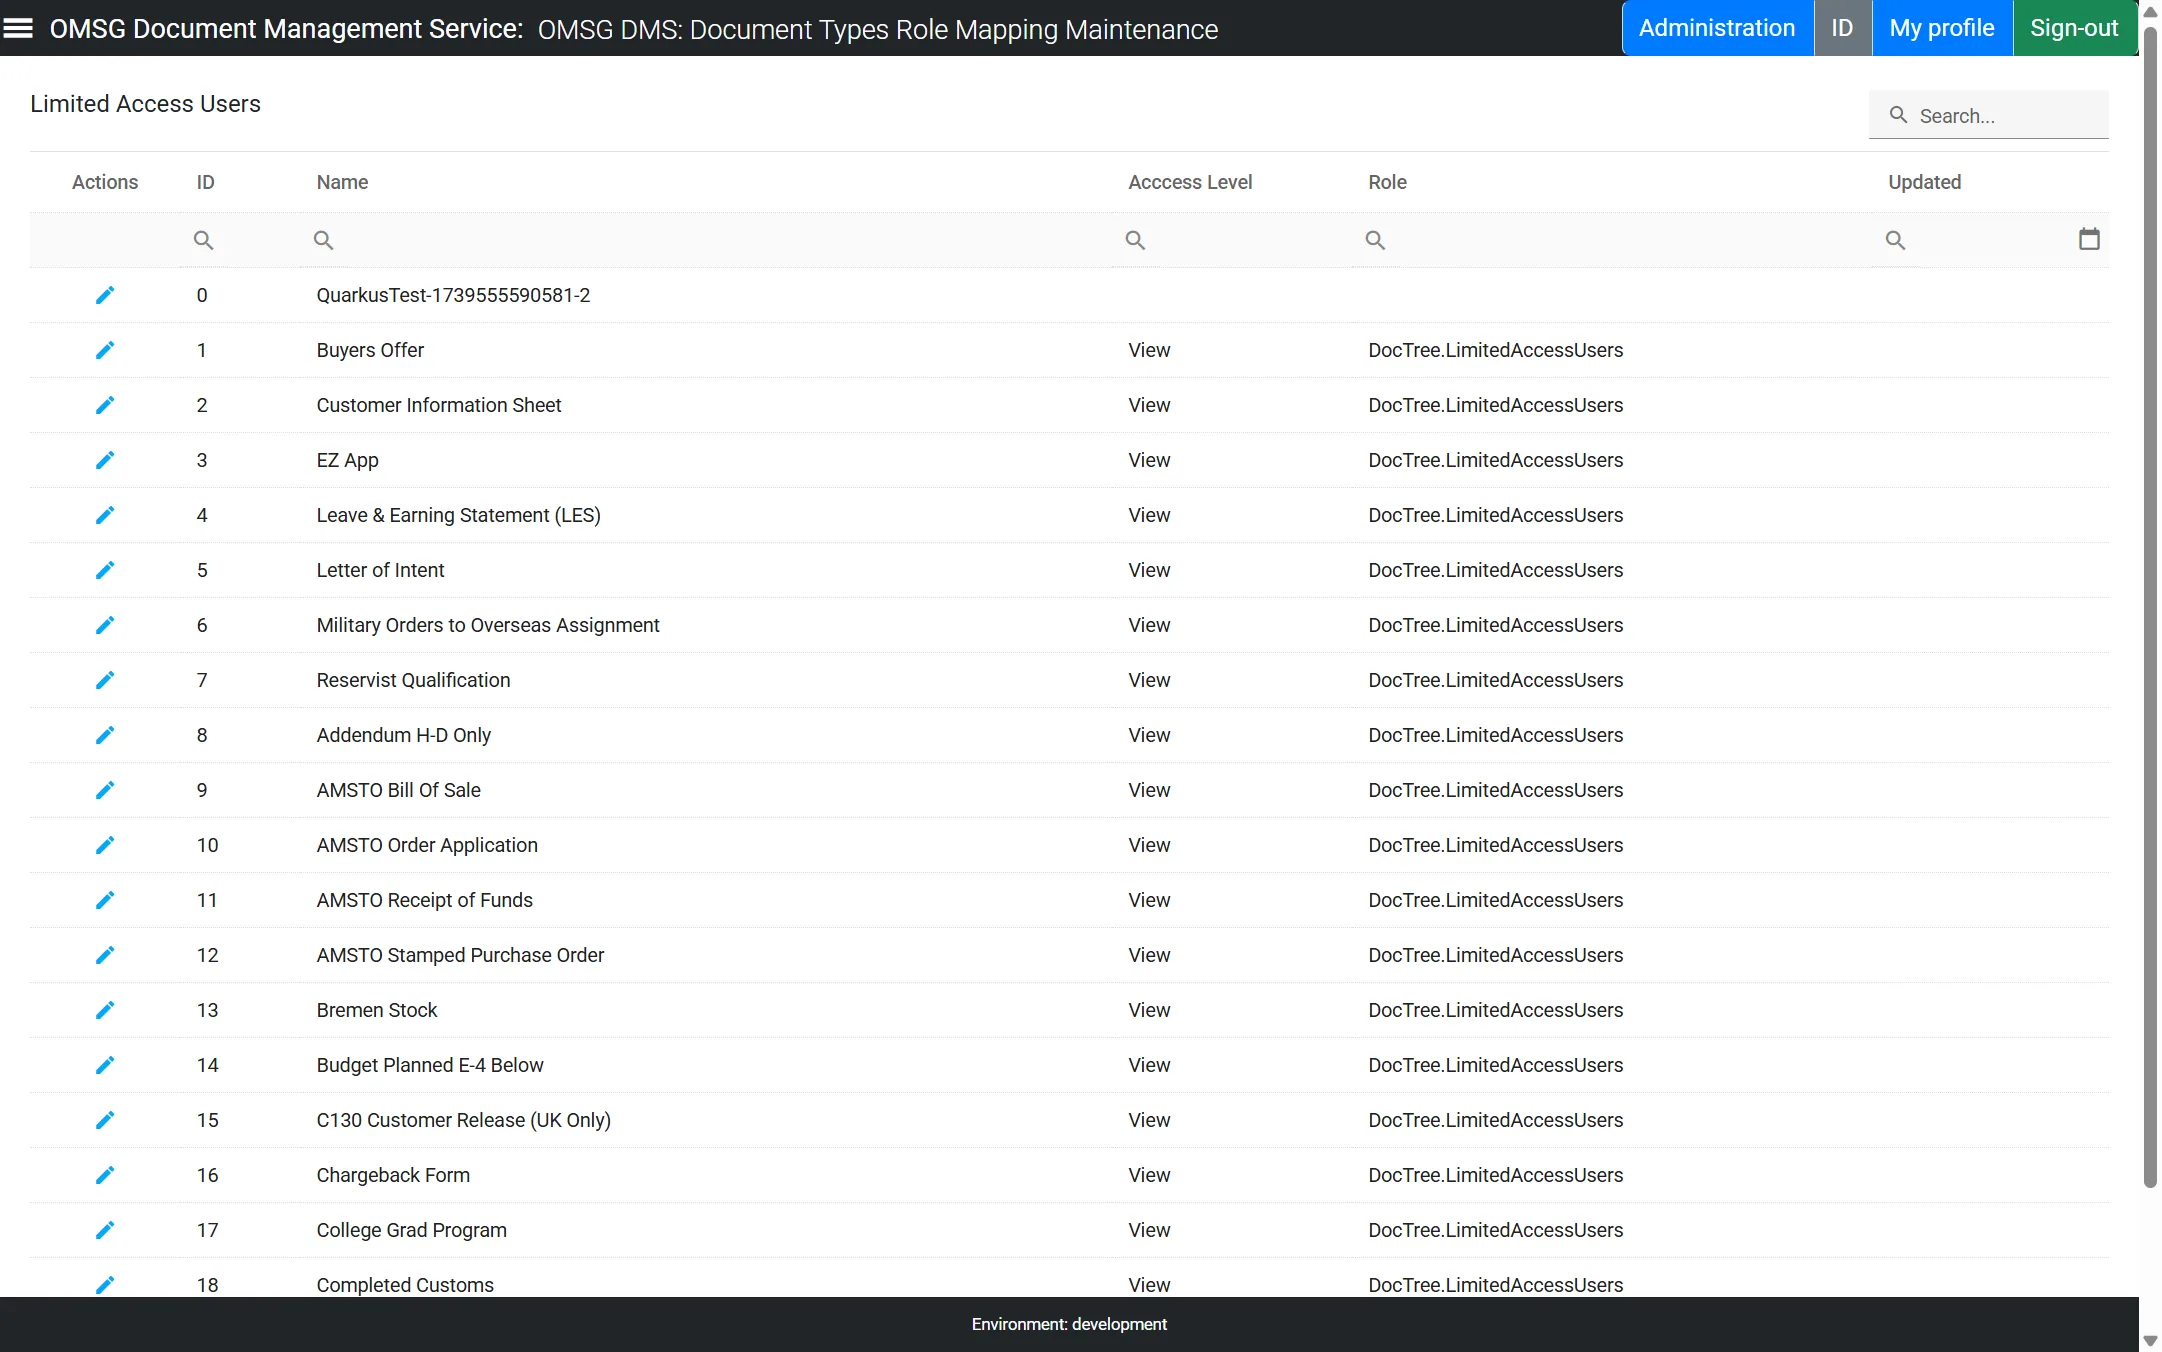 OMSG Document Management Service: OMSG DMS: Document Types Role Mapping Maintenance Administration ID My profile Sign-out
Limited Access Users
Search...
Actions ID Name Acccess Level Role Updated
0 QuarkusTest-1739555590581-2
1 Buyers Offer View DocTree.LimitedAccessUsers
2 Customer Information Sheet View DocTree.LimitedAccessUsers
3 EZ App View DocTree.LimitedAccessUsers
4 Leave & Earning Statement (LES) View DocTree.LimitedAccessUsers
5 Letter of Intent View DocTree.LimitedAccessUsers
6 Military Orders to Overseas Assignment View DocTree.LimitedAccessUsers
7 Reservist Qualification View DocTree.LimitedAccessUsers
8 Addendum H-D Only View DocTree.LimitedAccessUsers
9 AMSTO Bill Of Sale View DocTree.LimitedAccessUsers
10 AMSTO Order Application View DocTree.LimitedAccessUsers
11 AMSTO Receipt of Funds View DocTree.LimitedAccessUsers
12 AMSTO Stamped Purchase Order View DocTree.LimitedAccessUsers
13 Bremen Stock View DocTree.LimitedAccessUsers
14 Budget Planned E-4 Below View DocTree.LimitedAccessUsers
15 C130 Customer Release (UK Only) View DocTree.LimitedAccessUsers
16 Chargeback Form View DocTree.LimitedAccessUsers
17 College Grad Program View DocTree.LimitedAccessUsers
18 Completed Customs View DocTree.LimitedAccessUsers
Environment: development